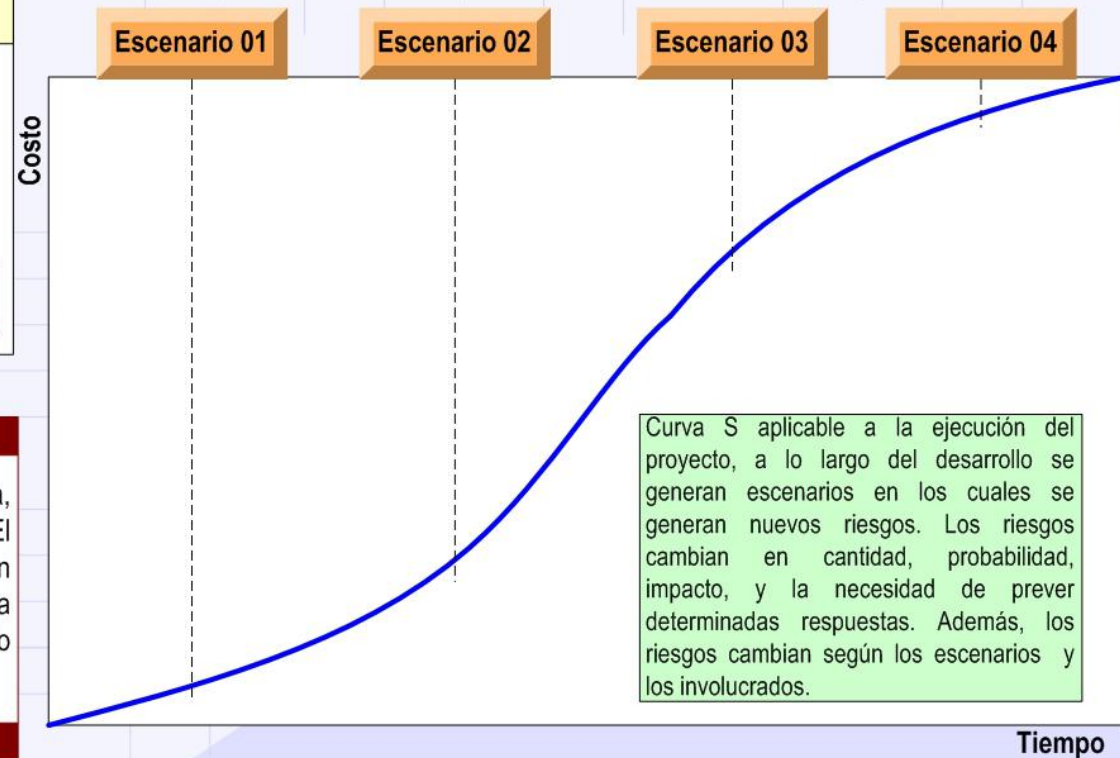 Escenario 01
Escenario 02
Escenario 03
Escenario 04
Costo
Curva S aplicable a la ejecución del
proyecto, a lo largo del desarrollo se
generan escenarios en los cuales se
generan nuevos riesgos. Los riesgos
cambian en cantidad, probabilidad,
impacto, y la necesidad de prever
determinadas respuestas. Además, los
riesgos cambian según los escenarios y
los involucrados.
El
a
Tiempo